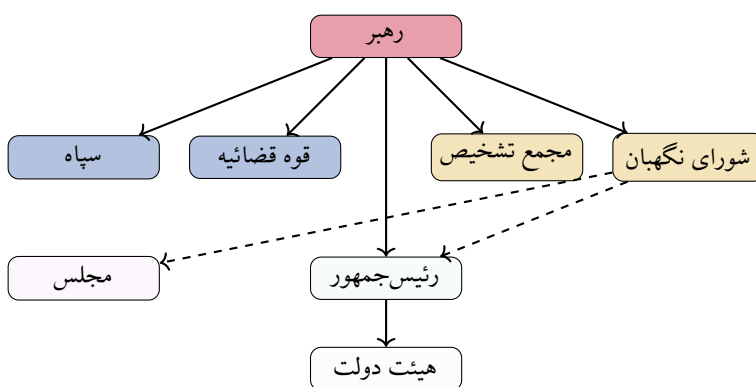 رهبر
شورای نگهبان
مجمع تشخیص
قوه قضائیه
سپاه
رئیس‌جمهور
مجلس
هیئت دولت